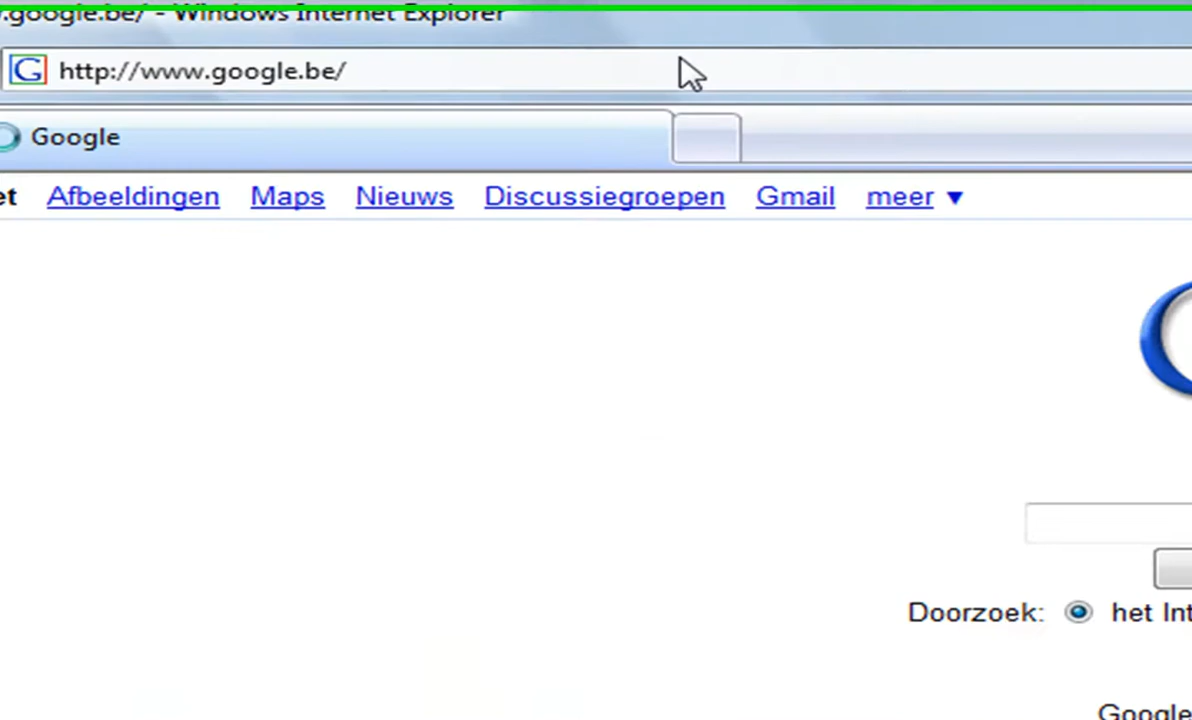 .google.be/ - Windows Internet Explorer
http://www.google.be/
Google
et Afbeeldingen Maps Nieuws Discussiegroepen Gmail meer ▼
Doorzoek: het Int
Google